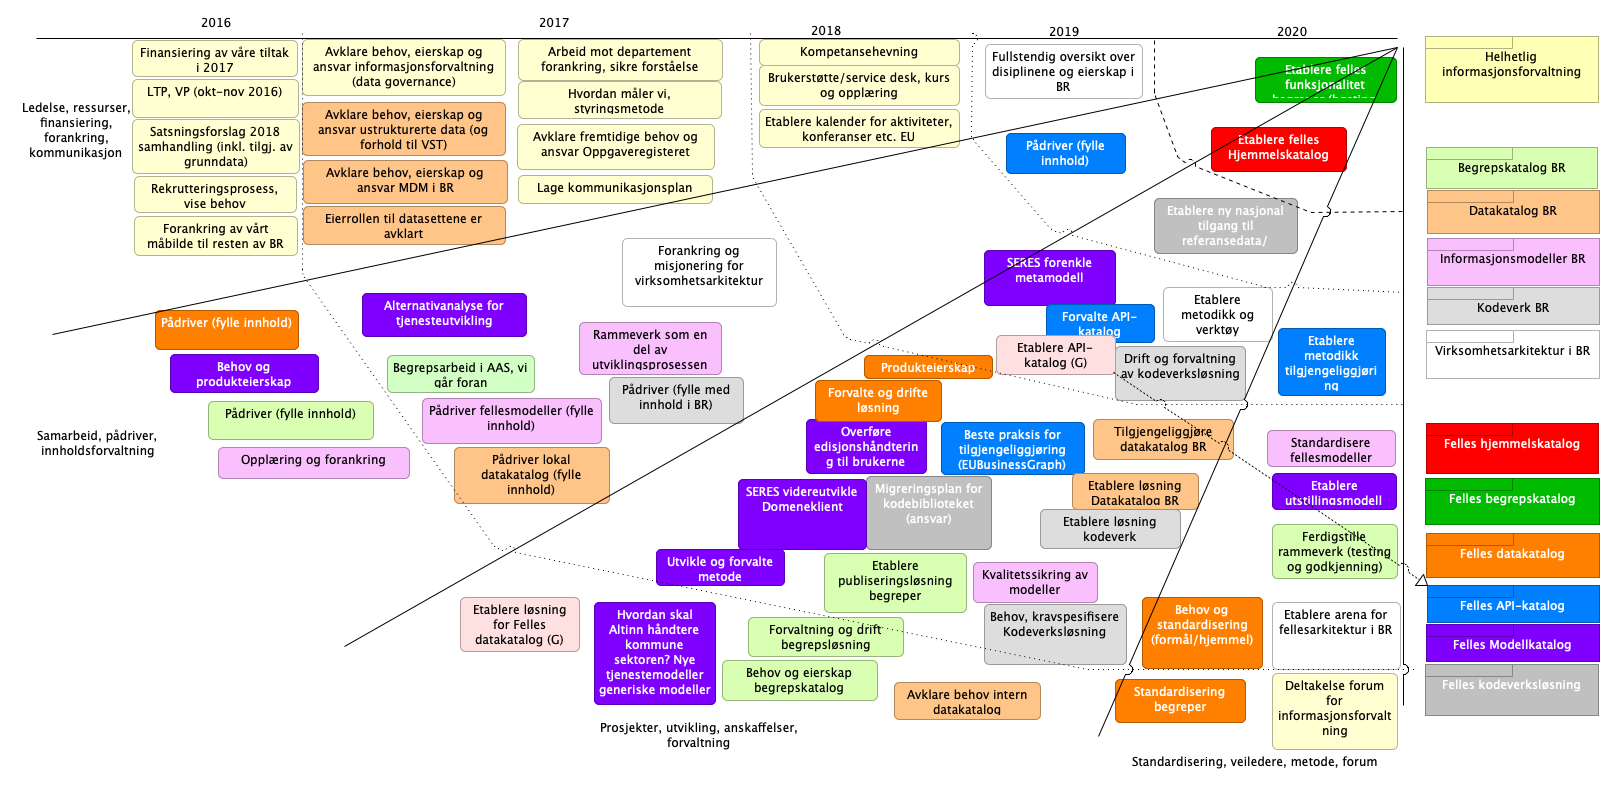 2016
2017
2018
2019
2020
Ledelse, ressurser,
finansiering,
forankring,
kommunikasjon
Finansiering av våre tiltak
i 2017
LTP, VP (okt-nov 2016)
Satsningsforslag 2018
samhandling (inkl. tilgj. av
grunndata)
Rekrutteringsprosess,
vise behov
Forankring av vårt
måbilde til resten av BR
Avklare behov, eierskap og
ansvar informasjonsforvaltning
(data governance)
Avklare behov, eierskap og
ansvar ustrukturerte data (og
forhold til VST)
Avklare behov, eierskap og
ansvar MDM i BR
Eierrollen til datasettene er
avklart
Arbeid mot departement
forankring, sikre forståelse
Hvordan måler vi,
styringsmetode
Avklare fremtidige behov og
ansvar Oppgaveregisteret
Lage kommunikasjonsplan
Kompetansehevning
Brukerstøtte/service desk, kurs
og opplæring
Etablere kalender for aktiviteter,
konferanser etc. EU
Fullstendig oversikt over
disiplinene og eierskap i
BR
Pådriver (fylle
innhold)
Etablere felles
funksjonalitet
Etablere felles
Hjemmelskatalog
Etablere ny nasjonal
tilgang til
referansedata/
Samarbeid, pådriver,
innholdsforvaltning
Pådriver (fylle innhold)
Behov og
produkteierskap
Pådriver (fylle innhold)
Opplæring og forankring
Alternativanalyse for
tjenesteutvikling
Begrepsarbeid i AAS, vi
går foran
Pådriver fellesmodeller (fylle
innhold)
Pådriver lokal
datakatalog (fylle
innhold)
Forankring og
misjonering for
virksomhetsarkitektur
Rammeverk som en
del av
utviklingsprosessen
Pådriver (fylle med
innhold i BR)
SERES forenkle
metamodell
Forvalte API-
katalog
Etablere API-
katalog (G)
Etablere
metodikk og
verktøy
Drift og forvaltning
av kodeverksløsning
Etablere
metodikk
tilgjengeliggjøri
ng
Produkteierskap
Forvalte og drifte
løsning
Overføre
edisjonshåndterin
g til brukerne
Beste praksis for
tilgjengeliggjøring
(EUBusinessGraph)
Tilgjengeliggjøre
datakatalog BR
Standardisere
fellesmodeller
SERES videreutvikle
Domeneklient
Migreringsplan for
kodebiblioteket
(ansvar)
Etablere løsning
Datakatalog BR
Etablere løsning
kodeverk
Etablere
utstillingsmodell
Ferdigstille
rammeverk (testing
og godkjenning)
Utvikle og forvalte
metode
Etablere
publiseringsløsning
begreper
Kvalitetssikring av
modeller
Etablere løsning
for Felles
datakatalog (G)
Hvordan skal
Altinn håndtere
kommune
sektoren? Nye
tjenestemodeller
generiske modeller
Forvaltning og drift
begrepsløsning
Behov og eierskap
begrepskatalog
Behov, kravspesifisere
Kodeverksløsning
Avklare behov intern
datakatalog
Behov og
standardisering
(formål/hjemmel)
Etablere arena for
fellesarkitektur i BR
Standardisering
begreper
Deltakelse forum
for
informasjonsforvalt
ning
Prosjekter, utvikling, anskaffelser,
forvaltning
Standardisering, veiledere, metode, forum
Helhetlig
informasjonsforvaltning
Begrepskatalog BR
Datakatalog BR
Informasjonsmodeller BR
Kodeverk BR
Virksomhetsarkitektur i BR
Felles hjemmelskatalog
Felles begrepskatalog
Felles datakatalog
Felles API-katalog
Felles Modellkatalog
Felles kodeverksløsning